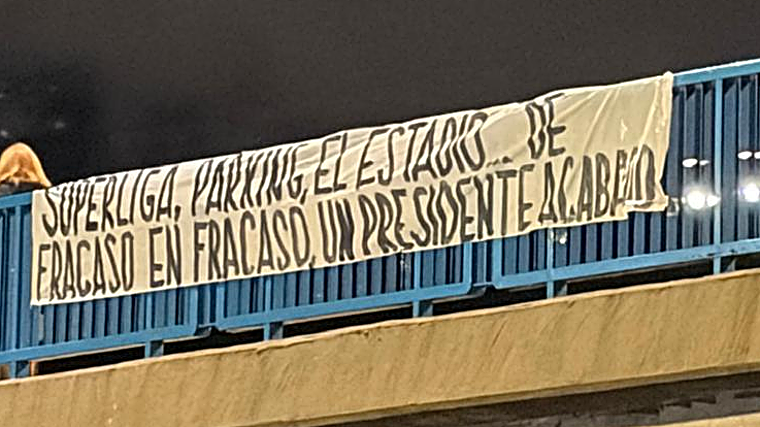 SUPERLIGA, PARKING, EL ESTADIO... DE
FRACASO EN FRACASO, UN PRESIDENTE ACABADO